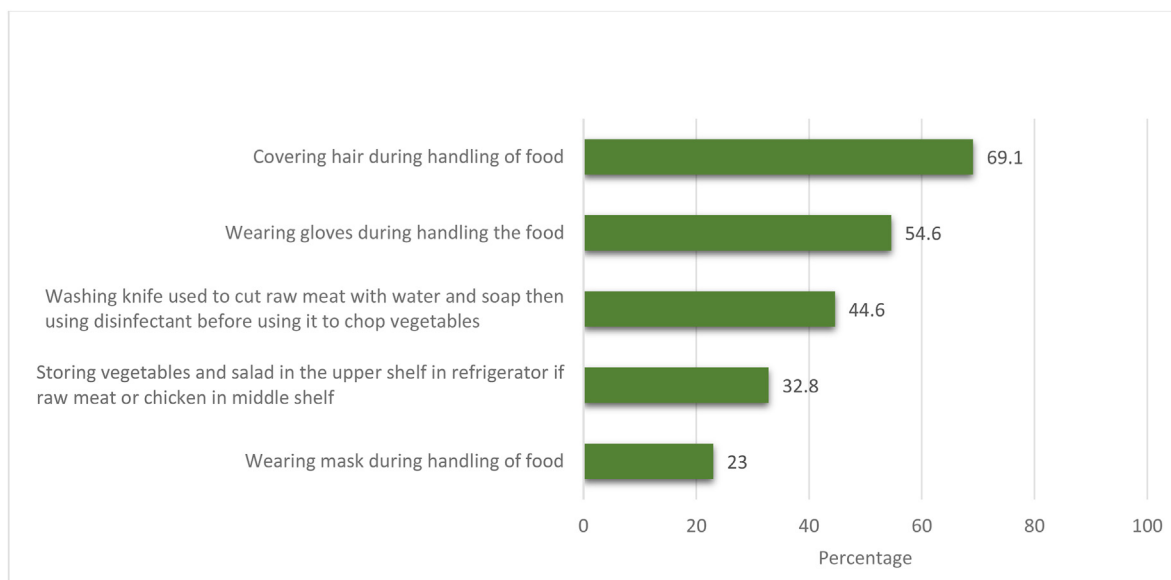 Covering hair during handling of food
69.1
Wearing gloves during handling the food
54.6
Washing knife used to cut raw meat with water and soap then
using disinfectant before using it to chop vegetables
44.6
Storing vegetables and salad in the upper shelf in refrigerator if
raw meat or chicken in middle shelf
32.8
Wearing mask during handling of food
23
0 20 40 60 80 100
Percentage